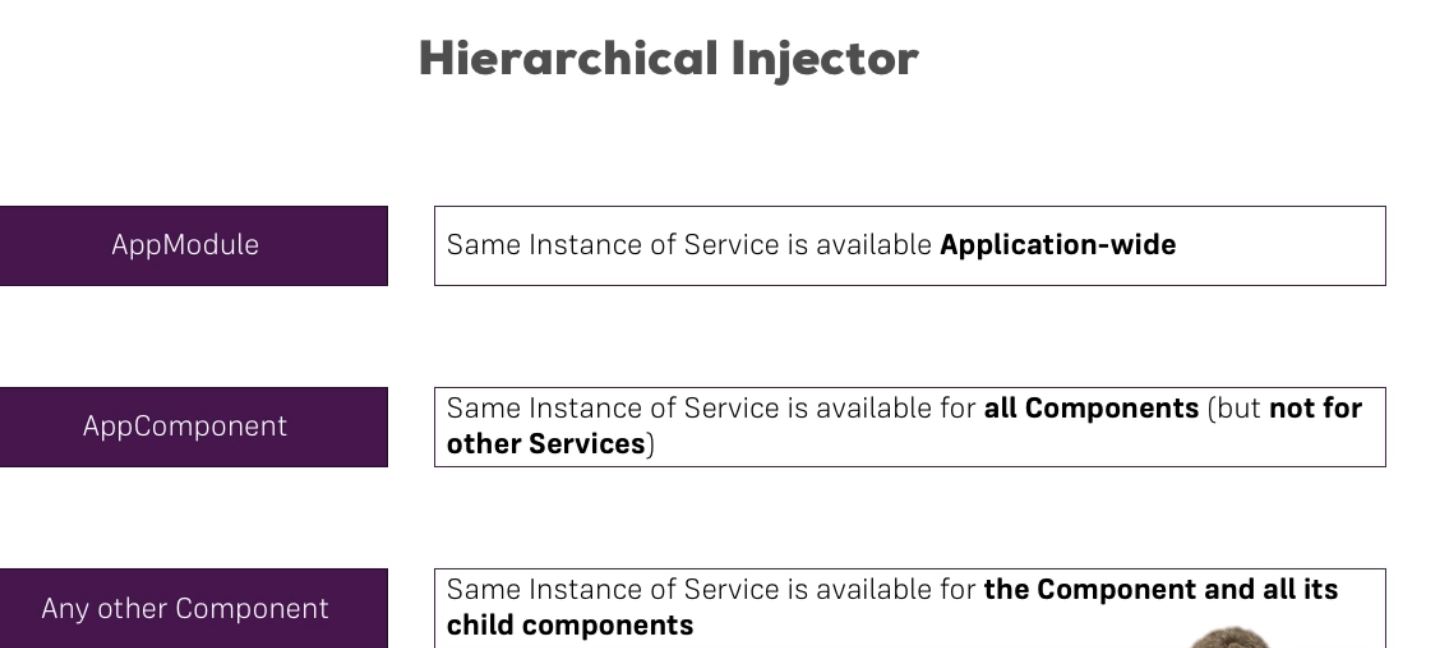 Hierarchical Injector
AppModule
Same Instance of Service is available Application-wide
AppComponent
Same Instance of Service is available for all Components (but not for
other Services)
Any other Component
Same Instance of Service is available for the Component and all its
child components